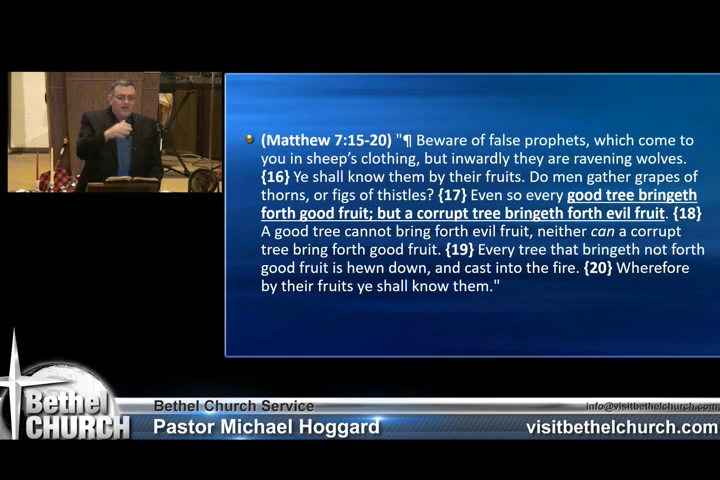 (Matthew 7:15-20) "¶ Beware of false prophets, which come to
you in sheep's clothing, but inwardly they are ravening wolves.
{16} Ye shall know them by their fruits. Do men gather grapes of
thorns, or figs of thistles? {17} Even so every good tree bringeth
forth good fruit; but a corrupt tree bringeth forth evil fruit. {18}
A good tree cannot bring forth evil fruit, neither can a corrupt
tree bring forth good fruit. {19} Every tree that bringeth not forth
good fruit is hewn down, and cast into the fire. {20} Wherefore
by their fruits ye shall know them."
Bethel
CHURCH
Bethel Church Service
info@visitbethelchurch.com
Pastor Michael Hoggard
visitbethelchurch.com